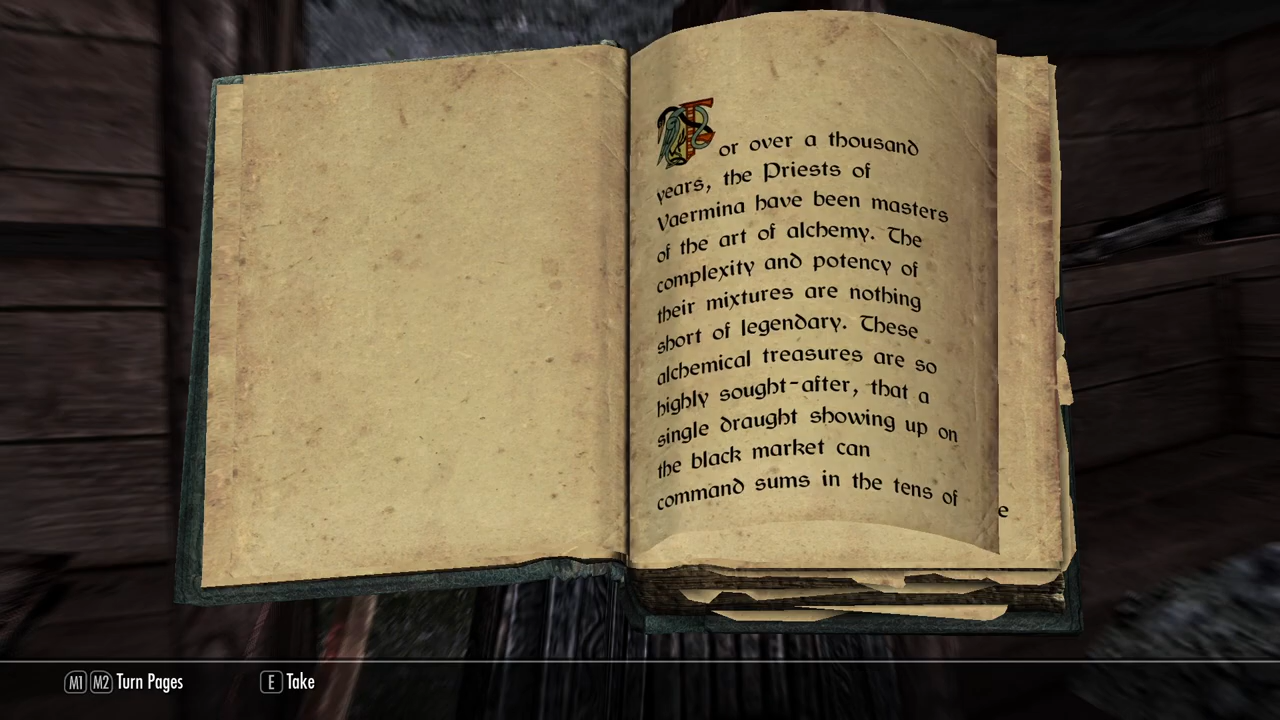 For over a thousand
years, the Priests of
Vaermina have been masters
of the art of alchemy. The
complexity and potency of
their mixtures are nothing
short of legendary. These
alchemical treasures are so
highly sought-after, that a
single draught showing up on
the black market can
command sums in the tens of
e
M1 M2 Turn Pages
E Take